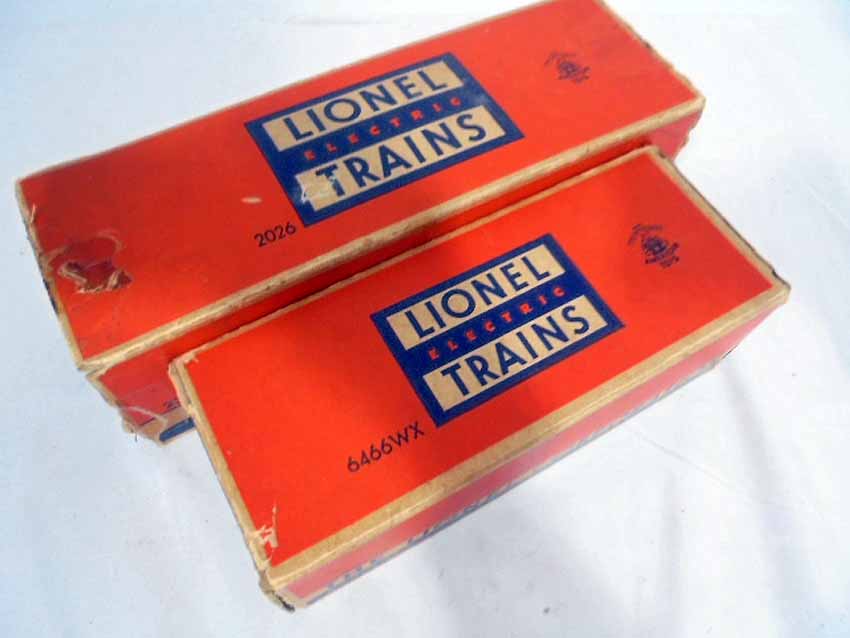 LIONEL
ELECTRIC
TRAINS
2026
LIONEL
ELECTRIC
TRAINS
6466WX